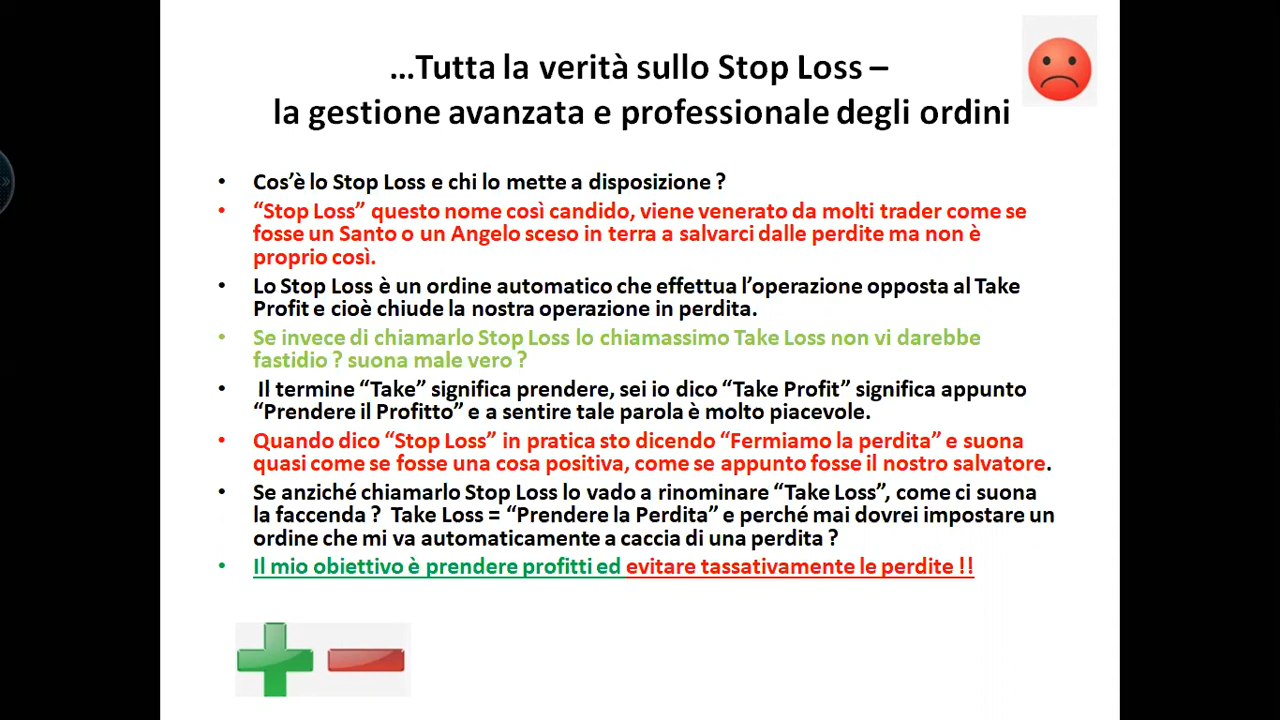 …Tutta la verità sullo Stop Loss –
la gestione avanzata e professionale degli ordini
• Cos’è lo Stop Loss e chi lo mette a disposizione ?
• “Stop Loss” questo nome così candido, viene venerato da molti trader come se
fosse un Santo o un Angelo sceso in terra a salvarci dalle perdite ma non è
proprio così.
• Lo Stop Loss è un ordine automatico che effettua l’operazione opposta al Take
Profit e cioè chiude la nostra operazione in perdita.
• Se invece di chiamarlo Stop Loss lo chiamassimo Take Loss non vi darebbe
fastidio ? suona male vero ?
• Il termine “Take” significa prendere, sei io dico “Take Profit” significa appunto
“Prendere il Profitto” e a sentire tale parola è molto piacevole.
• Quando dico “Stop Loss” in pratica sto dicendo “Fermiamo la perdita” e suona
quasi come se fosse una cosa positiva, come se appunto fosse il nostro salvatore.
• Se anziché chiamarlo Stop Loss lo vado a rinominare “Take Loss”, come ci suona
la faccenda ? Take Loss = “Prendere la Perdita” e perché mai dovrei impostare un
ordine che mi va automaticamente a caccia di una perdita ?
• Il mio obiettivo è prendere profitti ed evitare tassativamente le perdite !!